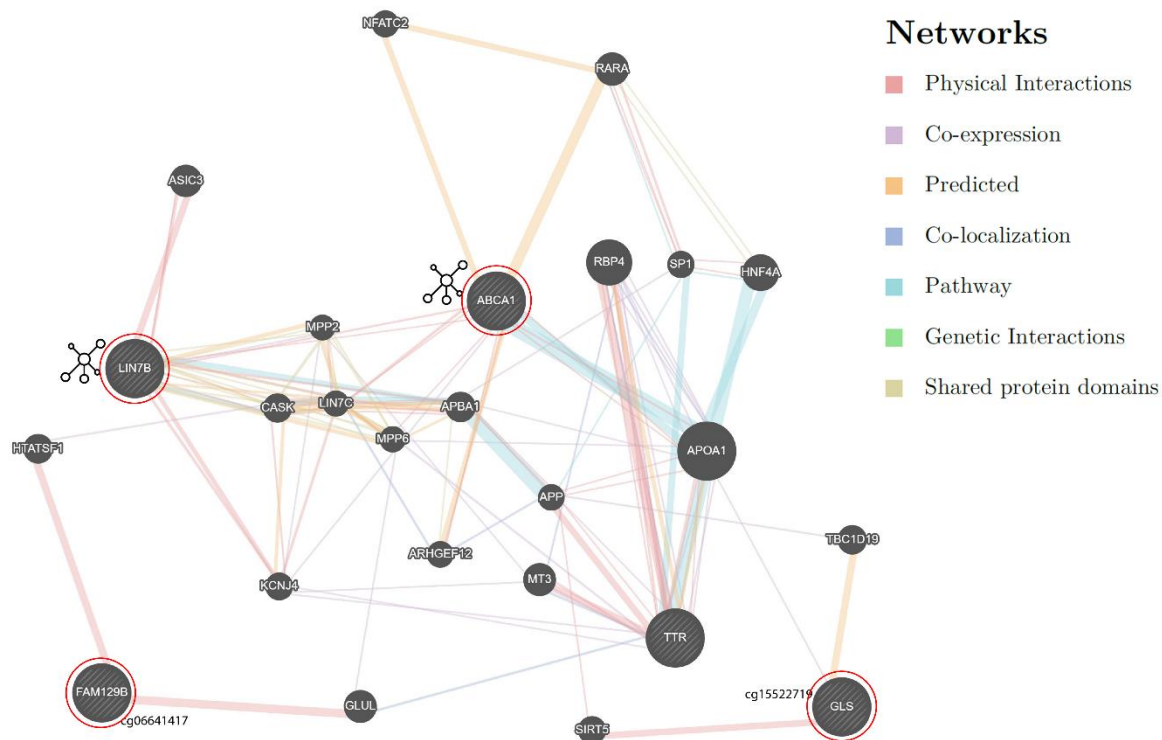 Networks
Physical Interactions
Co-expression
Predicted
Co-localization
Pathway
Genetic Interactions
Shared protein domains
NFATC2
RARA
ASIC3
RBP4
SP1
HNF4A
ABCA1
MPP2
LIN7B
CASK
LIN7C
APBA1
MPP6
HTATSF1
APOA1
APP
TBC1D19
ARHGEF12
KCNJ4
MT3
TTR
FAM129B
cg06641417
GLUL
cg15522719
GLS
SIRT5